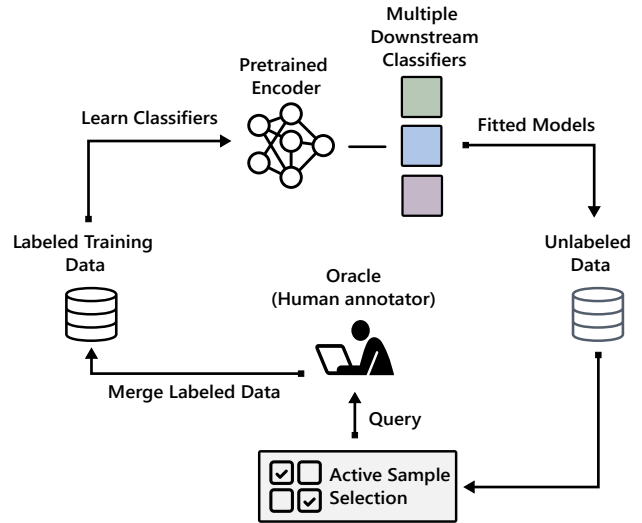 Multiple
Downstream
Classifiers
Pretrained
Encoder
Learn Classifiers
Fitted Models
Labeled Training
Data
Unlabeled
Data
Oracle
(Human annotator)
Merge Labeled Data
Query
Active Sample
Selection